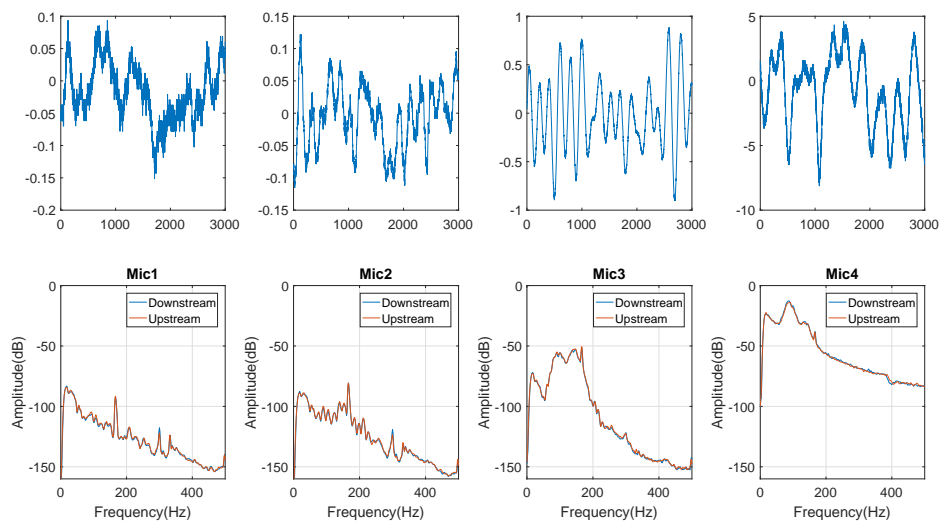 0.1
0.05
0
-0.05
-0.1
-0.15
-0.2
0 1000 2000 3000
0.15
0.1
0.05
0
-0.05
-0.1
-0.15
0 1000 2000 3000
1
0.5
0
-0.5
-1
0 1000 2000 3000
5
0
-5
-10
0 1000 2000 3000
Mic1
Amplitude(dB)
0
-50
-100
-150
Downstream
Upstream
0 200 400
Frequency(Hz)
Mic2
Amplitude(dB)
0
-50
-100
-150
Downstream
Upstream
0 200 400
Frequency(Hz)
Mic3
Amplitude(dB)
0
-50
-100
-150
Downstream
Upstream
0 200 400
Frequency(Hz)
Mic4
Amplitude(dB)
0
-50
-100
-150
Downstream
Upstream
0 200 400
Frequency(Hz)